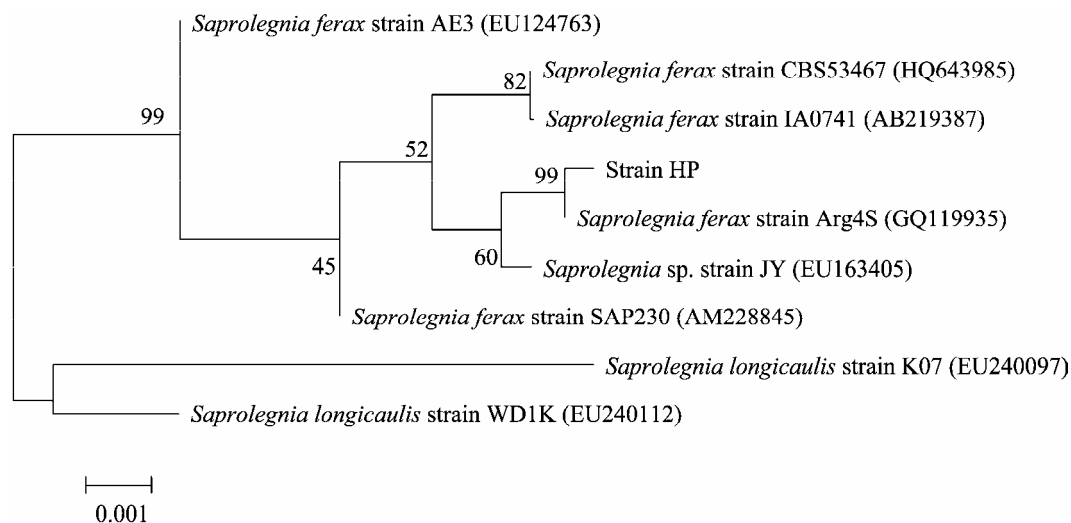 Saprolegnia ferax strain AE3 (EU124763)
Saprolegnia ferax strain CBS53467 (HQ643985)
82
Saprolegnia ferax strain IA0741 (AB219387)
99
52
Strain HP
99
Saprolegnia ferax strain Arg4S (GQ119935)
60
Saprolegnia sp. strain JY (EU163405)
45
Saprolegnia ferax strain SAP230 (AM228845)
Saprolegnia longicaulis strain K07 (EU240097)
Saprolegnia longicaulis strain WD1K (EU240112)
0.001